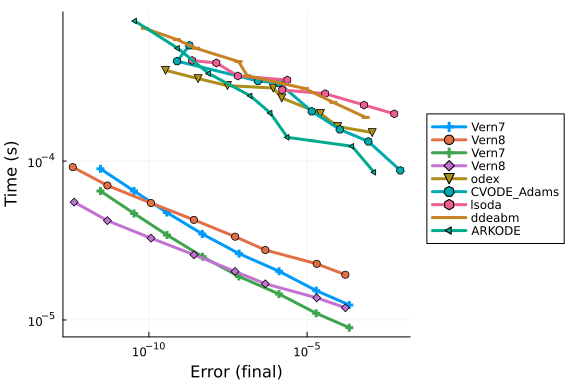 Time (s)
10⁻⁴
10⁻⁵
10⁻¹⁰
10⁻⁵
Error (final)
Vern7
Vern8
Vern7
Vern8
odex
CVODE_Adams
lsoda
ddeabm
ARKODE